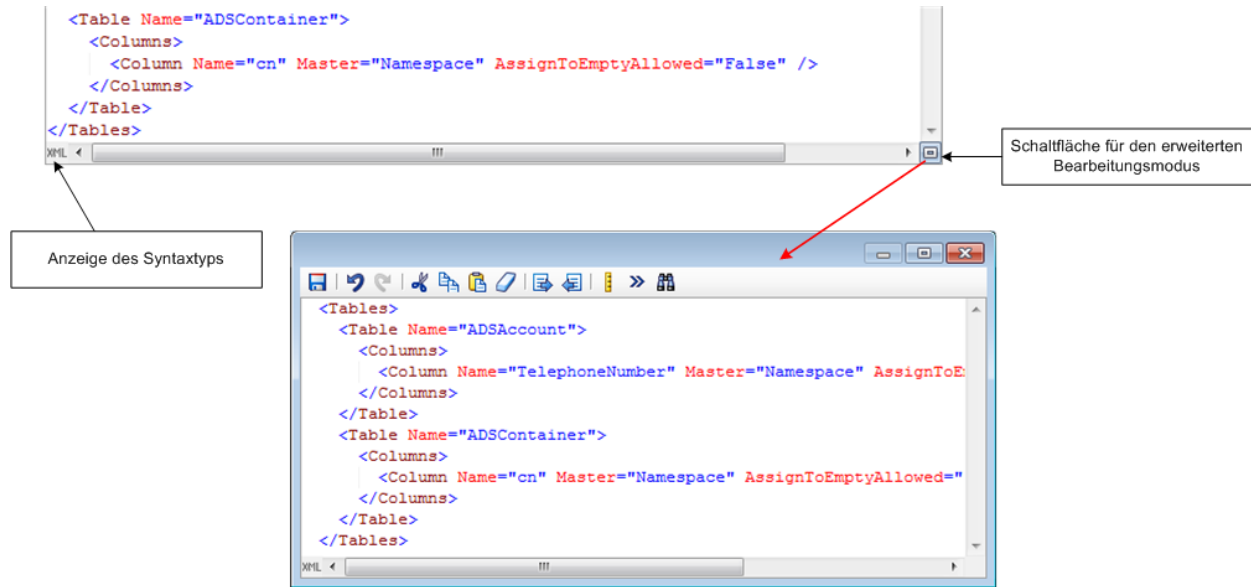 <Table Name="ADSContainer">
<Columns>
<Column Name="cn" Master="Namespace" AssignToEmptyAllowed="False" />
</Columns>
</Table>
</Tables>
XML
Schaltfläche für den erweiterten
Bearbeitungsmodus
Anzeige des Syntaxtyps
<Tables>
<Table Name="ADSAccount">
<Columns>
<Column Name="TelephoneNumber" Master="Namespace" AssignToE
</Columns>
</Table>
<Table Name="ADSContainer">
<Columns>
<Column Name="cn" Master="Namespace" AssignToEmptyAllowed="
</Columns>
</Table>
</Tables>
XML